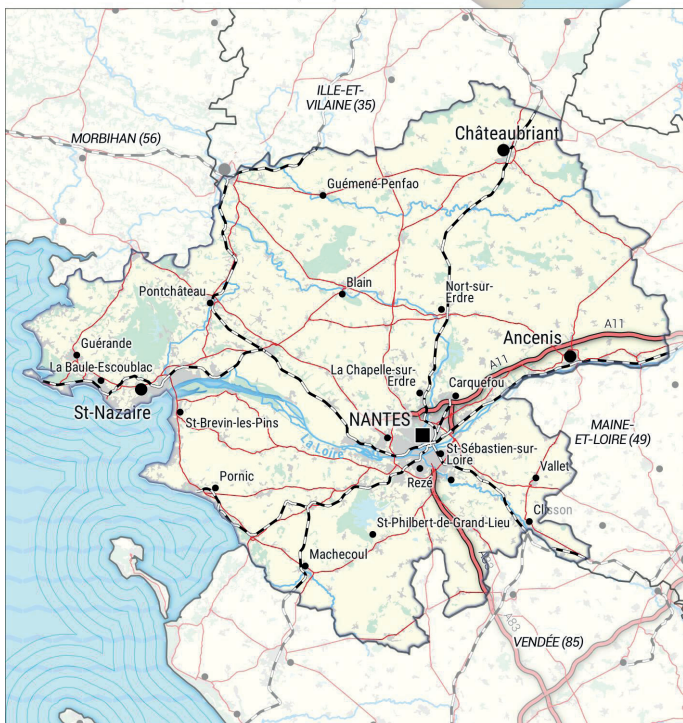 ILLE-ET-
VILAINE (35)
MORBIHAN (56)
Châteaubriant
Guémené-Penfao
Pontchâteau
Blain
Nort-sur-
Erdre
A11
Guérande
Ancenis
La Baule-Escoublac
La Chapelle-sur-
Erdre
A11
Carquefou
St-Nazaire
St-Brevin-les-Pins
NANTES
MAINE-
ET-LOIRE (49)
La Loire
St-Sébastien-sur-
Loire
Vallet
Rezé
Pornic
Clisson
St-Philbert-de-Grand-Lieu
Machecoul
A83
A83
VENDÉE (85)